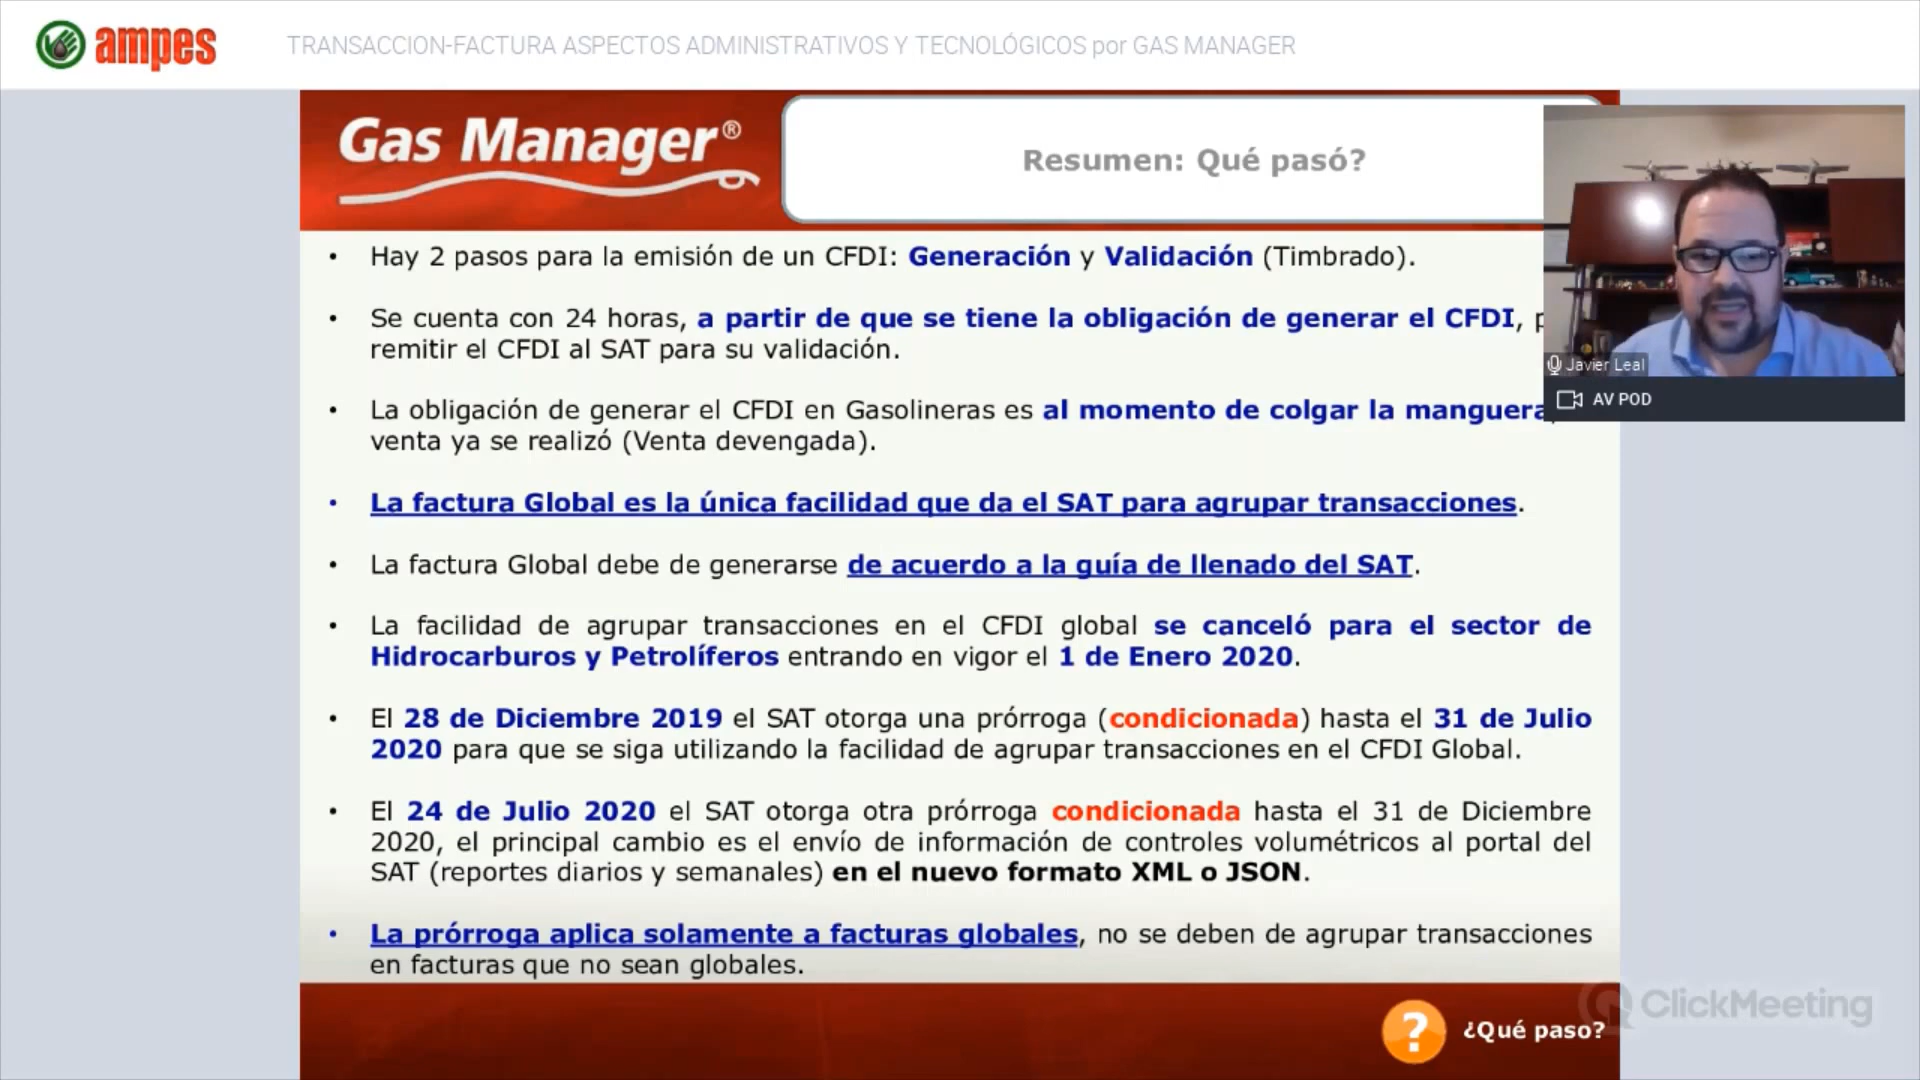 ampes
TRANSACCION-FACTURA ASPECTOS ADMINISTRATIVOS Y TECNOLÓGICOS por GAS MANAGER
Gas Manager®
Resumen: Qué pasó?
• Hay 2 pasos para la emisión de un CFDI: Generación y Validación (Timbrado).
• Se cuenta con 24 horas, a partir de que se tiene la obligación de generar el CFDI,
remitir el CFDI al SAT para su validación.
• La obligación de generar el CFDI en Gasolineras es al momento de colgar la manguera
venta ya se realizó (Venta devengada).
• La factura Global es la única facilidad que da el SAT para agrupar transacciones.
• La factura Global debe de generarse de acuerdo a la guía de llenado del SAT.
• La facilidad de agrupar transacciones en el CFDI global se canceló para el sector de
Hidrocarburos y Petrolíferos entrando en vigor el 1 de Enero 2020.
• El 28 de Diciembre 2019 el SAT otorga una prórroga (condicionada) hasta el 31 de Julio
2020 para que se siga utilizando la facilidad de agrupar transacciones en el CFDI Global.
• El 24 de Julio 2020 el SAT otorga otra prórroga condicionada hasta el 31 de Diciembre
2020, el principal cambio es el envío de información de controles volumétricos al portal del
SAT (reportes diarios y semanales) en el nuevo formato XML o JSON.
• La prórroga aplica solamente a facturas globales, no se deben de agrupar transacciones
en facturas que no sean globales.
Javier Leal
AV POD
ClickMeeting
? ¿Qué paso?